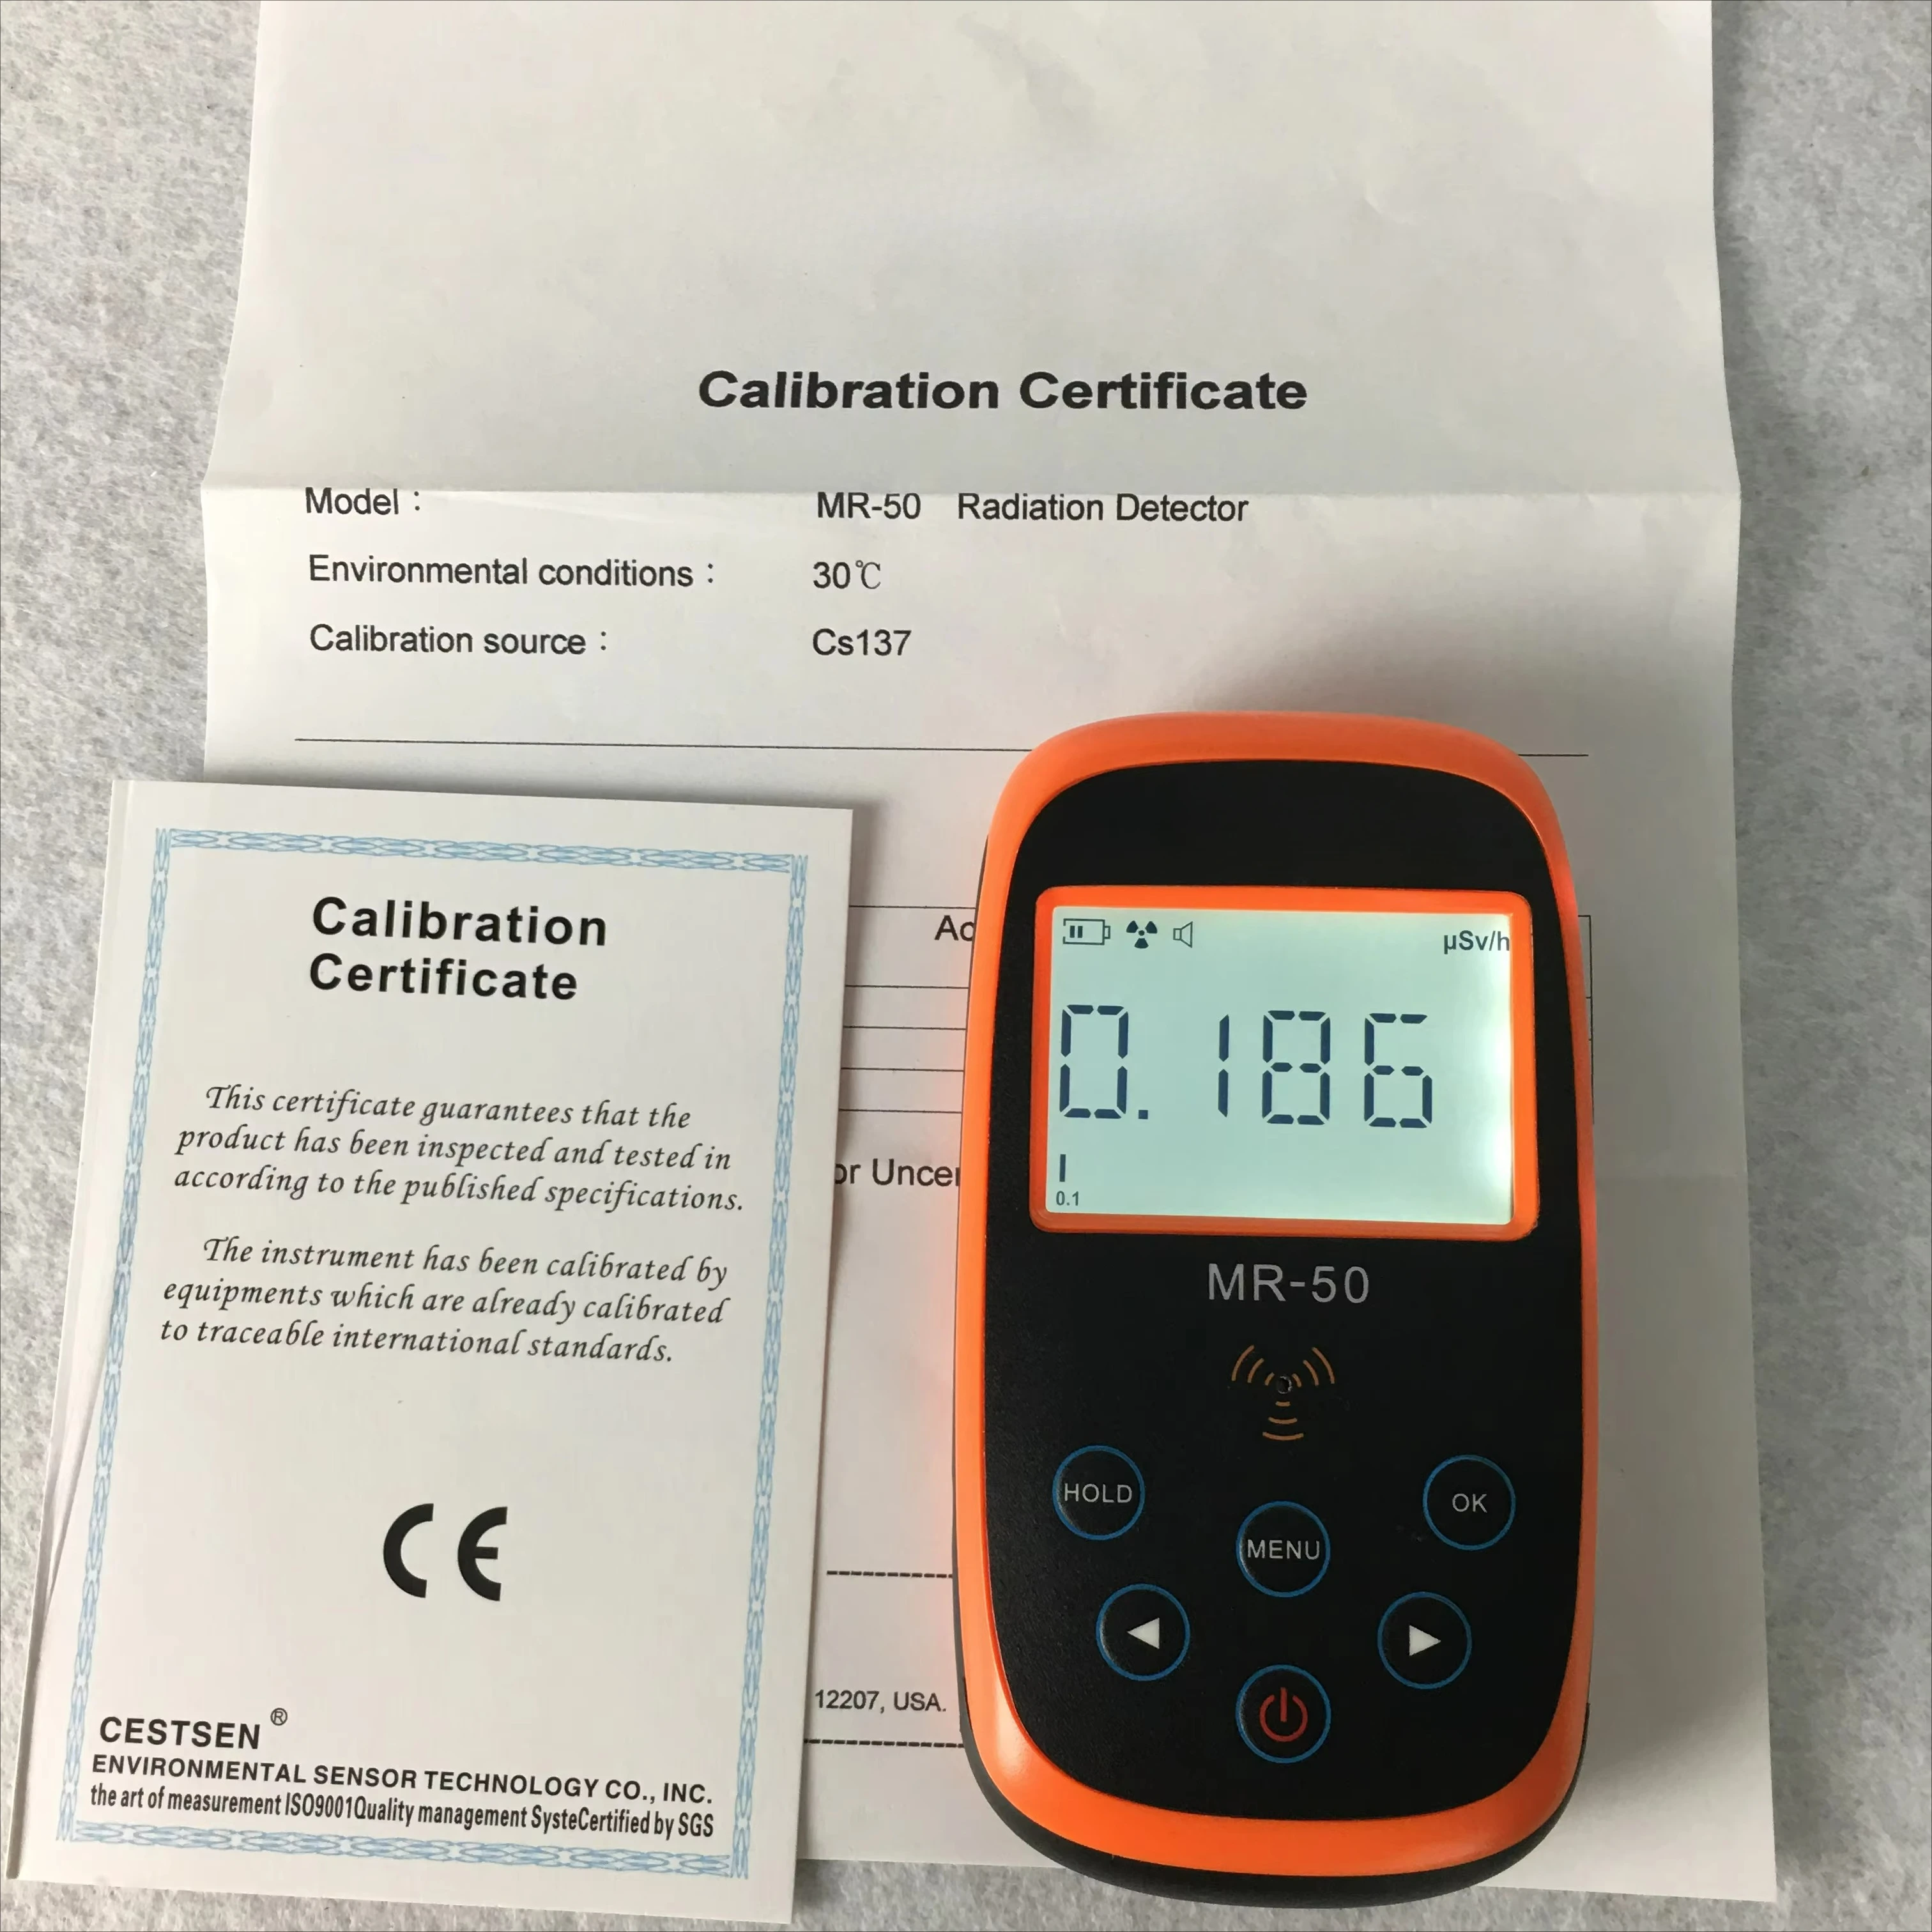 Calibration Certificate
Model： MR-50 Radiation Detector
Environmental conditions： 30℃
Calibration source： Cs137
12207, USA.
Calibration
Certificate
This certificate guarantees that the
product has been inspected and tested in
according to the published specifications.
The instrument has been calibrated by
equipments which are already calibrated
to traceable international standards.
CE
CESTSEN ®
ENVIRONMENTAL SENSOR TECHNOLOGY CO., INC.
the art of measurement ISO9001Quality management SysteCertified by SGS
µSv/h
0.186
0.1
MR-50
HOLD
OK
MENU